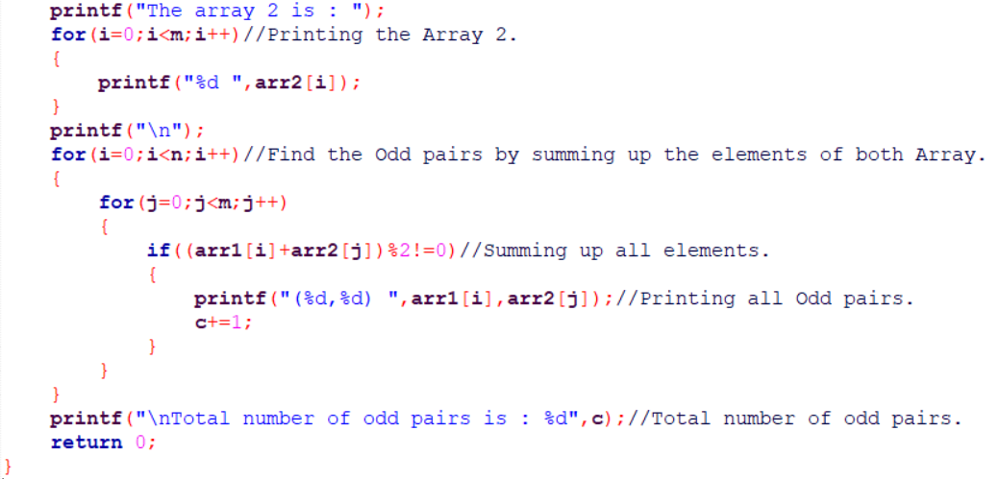 printf("The array 2 is : ");
for(i=0;i<m;i++)//Printing the Array 2.
{
printf("%d ",arr2[i]);
}
printf("\n");
for(i=0;i<n;i++)//Find the Odd pairs by summing up the elements of both Array.
{
for(j=0;j<m;j++)
{
if((arr1[i]+arr2[j])%2!=0)//Summing up all elements.
{
printf("(%d,%d) ",arr1[i],arr2[j]);//Printing all Odd pairs.
c+=1;
}
}
}
printf("\nTotal number of odd pairs is : %d",c);//Total number of odd pairs.
return 0;
}